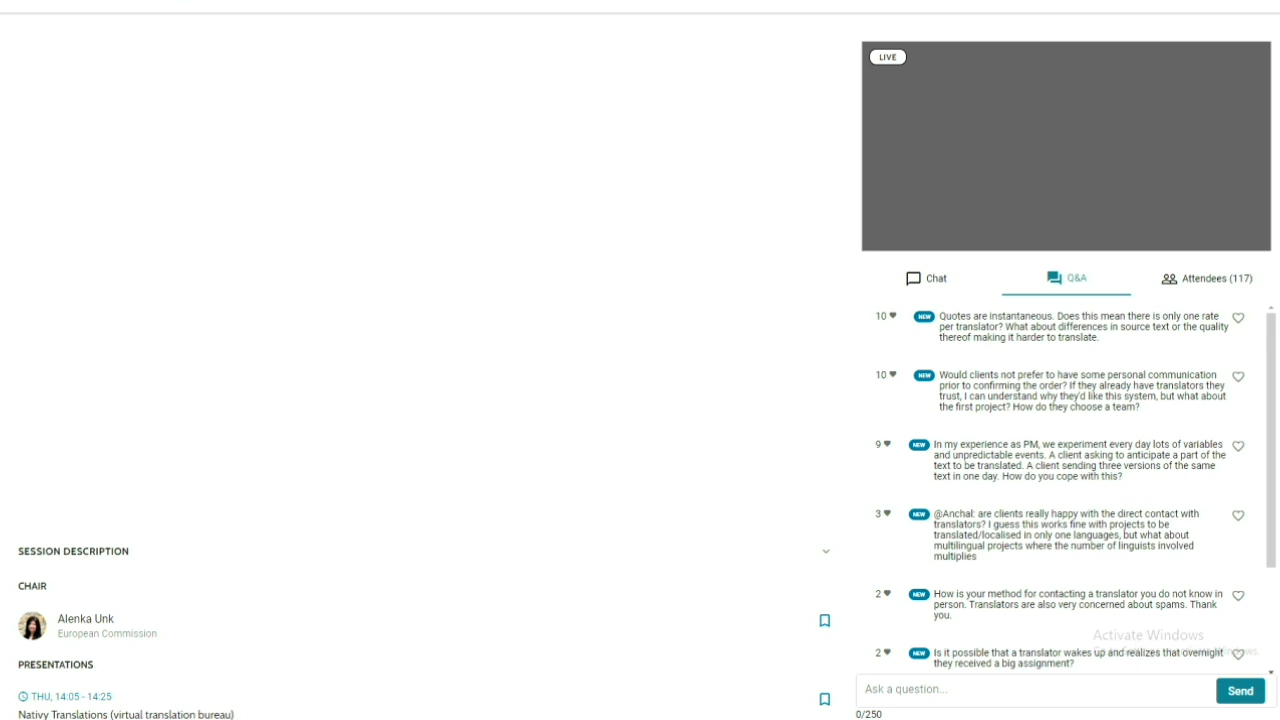 LIVE
Chat
Q&A
Attendees (117)
10
NEW
Quotes are instantaneous. Does this mean there is only one rate
per translator? What about differences in source text or the quality
thereof making it harder to translate.
10
NEW
Would clients not prefer to have some personal communication
prior to confirming the order? If they already have translators they
trust, I can understand why they'd like this system, but what about
the first project? How do they choose a team?
9
NEW
In my experience as PM, we experiment every day lots of variables
and unpredictable events. A client asking to anticipate a part of the
text to be translated. A client sending three versions of the same
text in one day. How do you cope with this?
3
NEW
@Anchal: are clients really happy with the direct contact with
translators? I guess this works fine with projects to be
translated/localised in only one languages, but what about
multilingual projects where the number of linguists involved
multiplies
2
NEW
How is your method for contacting a translator you do not know in
person. Translators are also very concerned about spams. Thank
you.
2
NEW
Is it possible that a translator wakes up and realizes that overnight
they received a big assignment?
Activate Windows
Ask a question...
Send
0/250
SESSION DESCRIPTION
CHAIR
Alenka Unk
European Commission
PRESENTATIONS
THU, 14:05 - 14:25
Nativy Translations (virtual translation bureau)